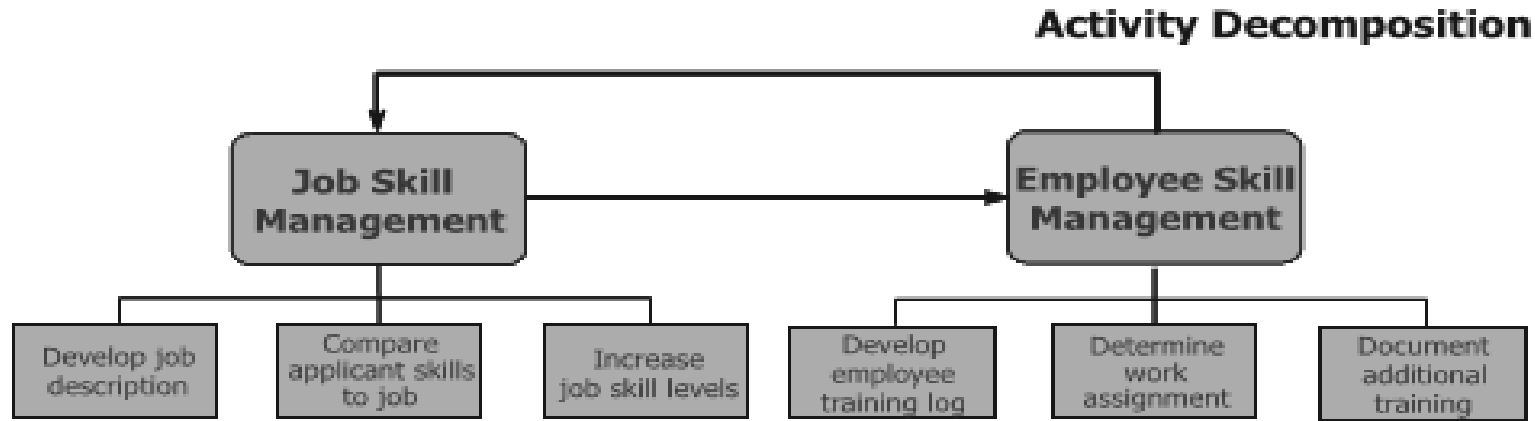 Activity Decomposition
Job Skill
Management
Employee Skill
Management
Develop job
description
Compare
applicant skills
to job
Increase
job skill levels
Develop
employee
training log
Determine
work
assignment
Document
additional
training